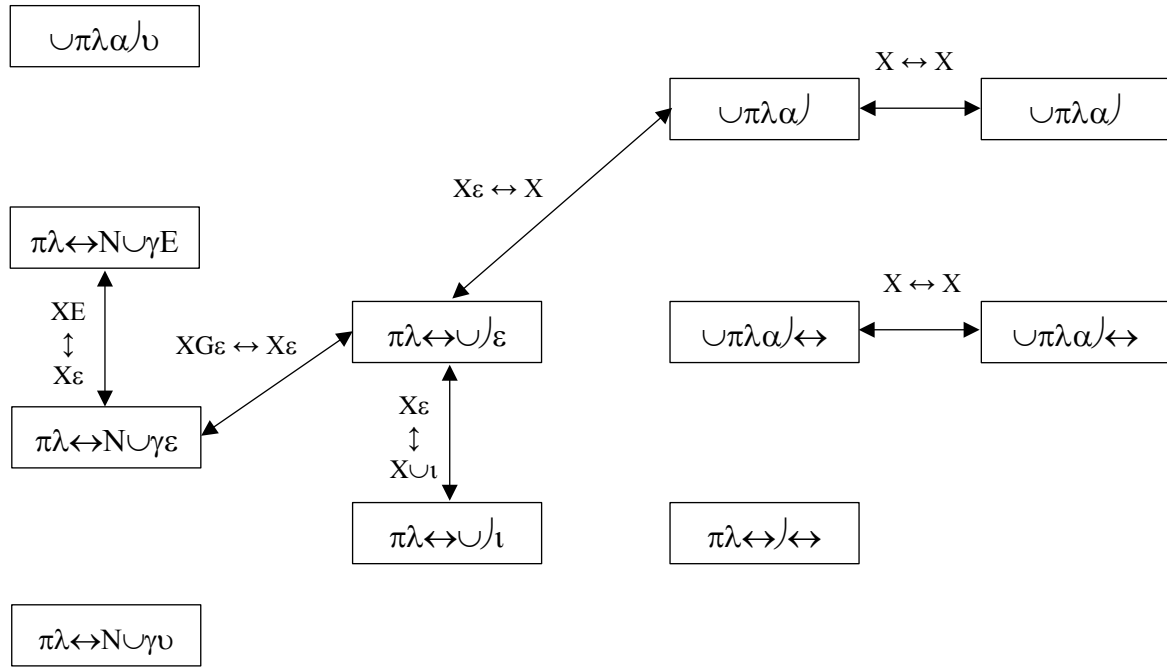 ∪πλα⌡υ
X ↔ X
∪πλα⌡
∪πλα⌡
Xε ↔ X
πλ↔N∪γE
XE
↕
Xε
XGε ↔ Xε
πλ↔∪⌡ε
X ↔ X
∪πλα⌡↔
∪πλα⌡↔
πλ↔N∪γε
Xε
↕
X∪ι
πλ↔∪⌡ι
πλ↔⌡↔
πλ↔N∪γυ